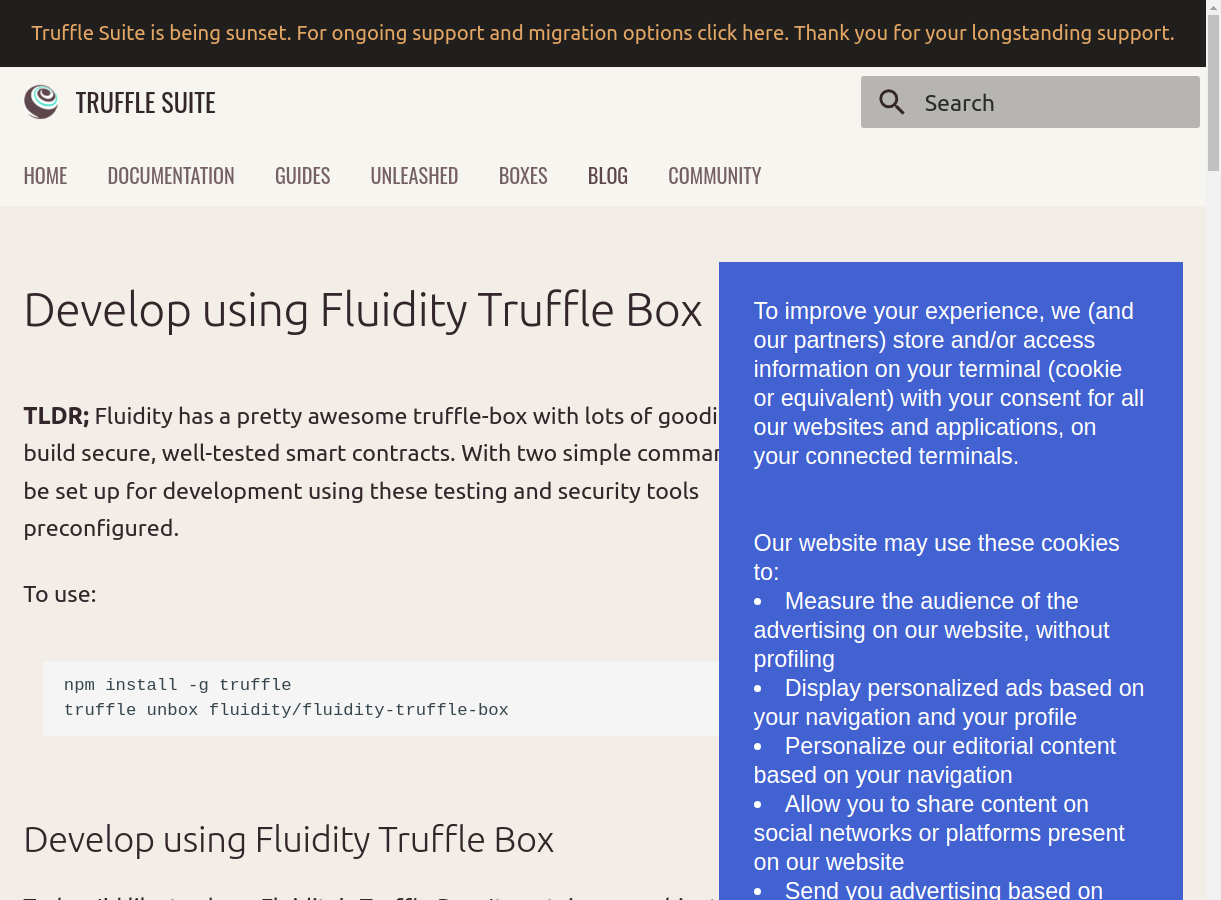 Truffle Suite is being sunset. For ongoing support and migration options click here. Thank you for your longstanding support.
TRUFFLE SUITE
Search
HOME DOCUMENTATION GUIDES UNLEASHED BOXES BLOG COMMUNITY
Develop using Fluidity Truffle Box
TLDR; Fluidity has a pretty awesome truffle-box with lots of
build secure, well-tested smart contracts. With two simple
be set up for development using these testing and security tools
preconfigured.
To use:
npm install -g truffle
truffle unbox fluidity/fluidity-truffle-box
Develop using Fluidity Truffle Box
To improve your experience, we (and
our partners) store and/or access
information on your terminal (cookie
or equivalent) with your consent for all
our websites and applications, on
your connected terminals.
Our website may use these cookies
to:
• Measure the audience of the
advertising on our website, without
profiling
• Display personalized ads based on
your navigation and your profile
• Personalize our editorial content
based on your navigation
• Allow you to share content on
social networks or platforms present
on our website
• Send you advertising based on